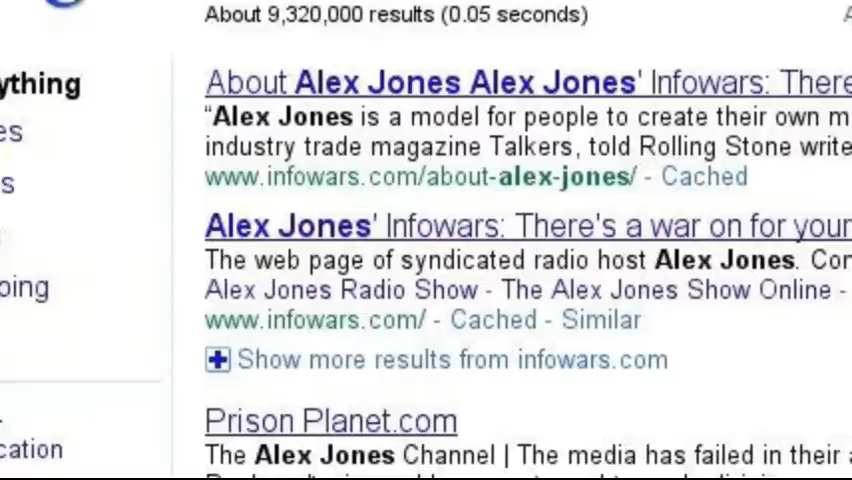 About 9,320,000 results (0.05 seconds)
ything
About Alex Jones Alex Jones' Infowars: There
"Alex Jones is a model for people to create their own m
es
industry trade magazine Talkers, told Rolling Stone write
s
www.infowars.com/about-alex-jones/ - Cached
Alex Jones' Infowars: There's a war on for your
The web page of syndicated radio host Alex Jones. Con
oing
Alex Jones Radio Show - The Alex Jones Show Online -
www.infowars.com/ - Cached - Similar
Show more results from infowars.com
Prison Planet.com
cation
The Alex Jones Channel | The media has failed in their a